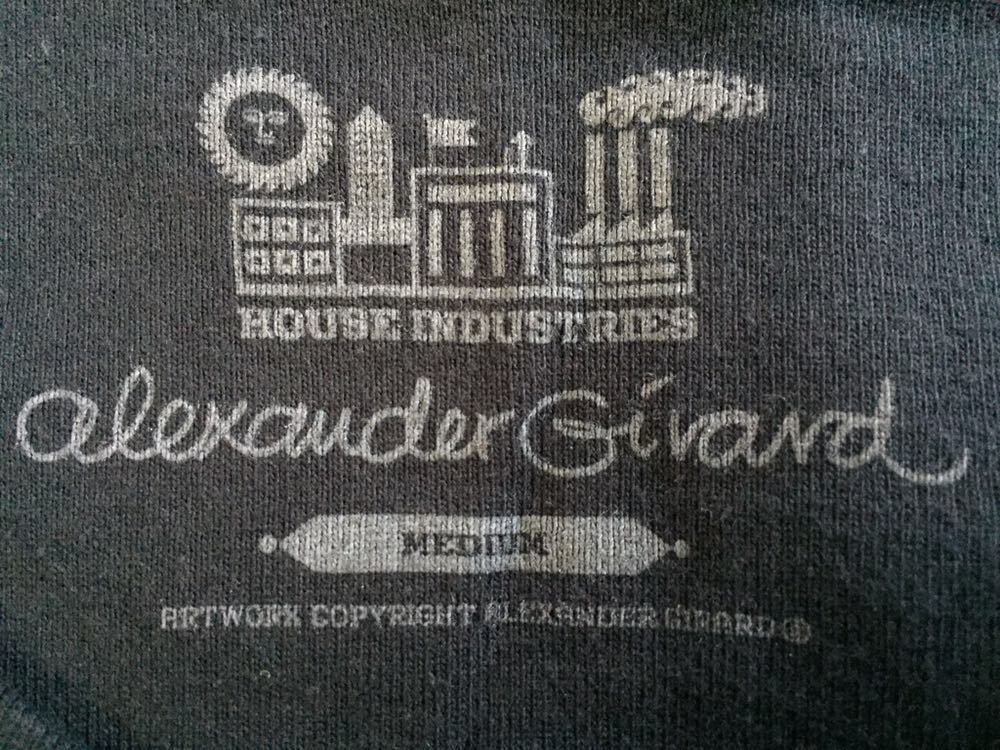 HOUSE INDUSTRIES
alexander Girard
MEDIUM
ARTWORK COPYRIGHT ALEXANDER GIRARD